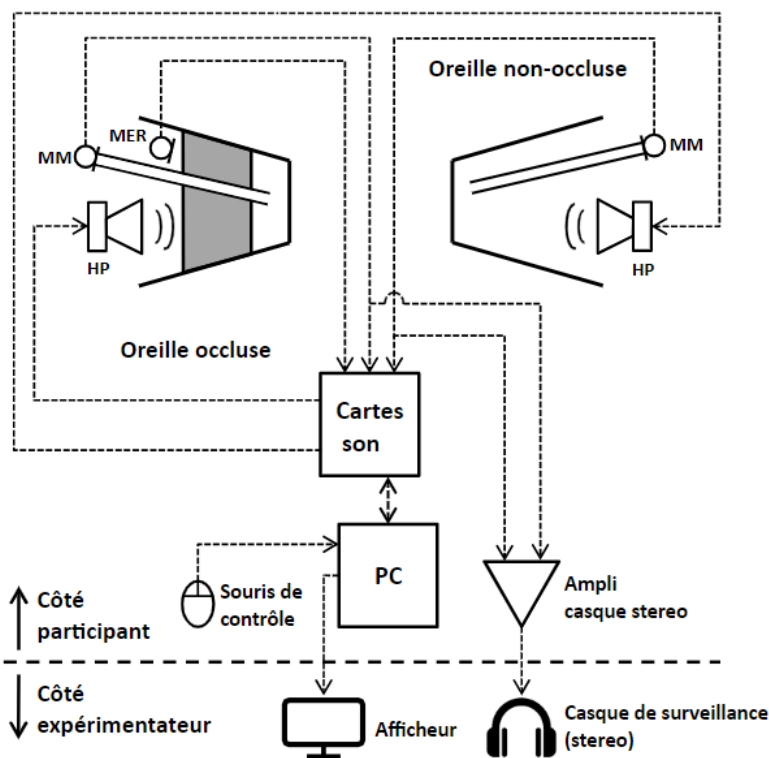 Oreille non-occluse
MER
MM
MM
HP
HP
Oreille occluse
Cartes
son
PC
Souris de
contrôle
Ampli
casque stereo
Côté
participant
Côté
expérimentateur
Afficheur
Casque de surveillance
(stereo)